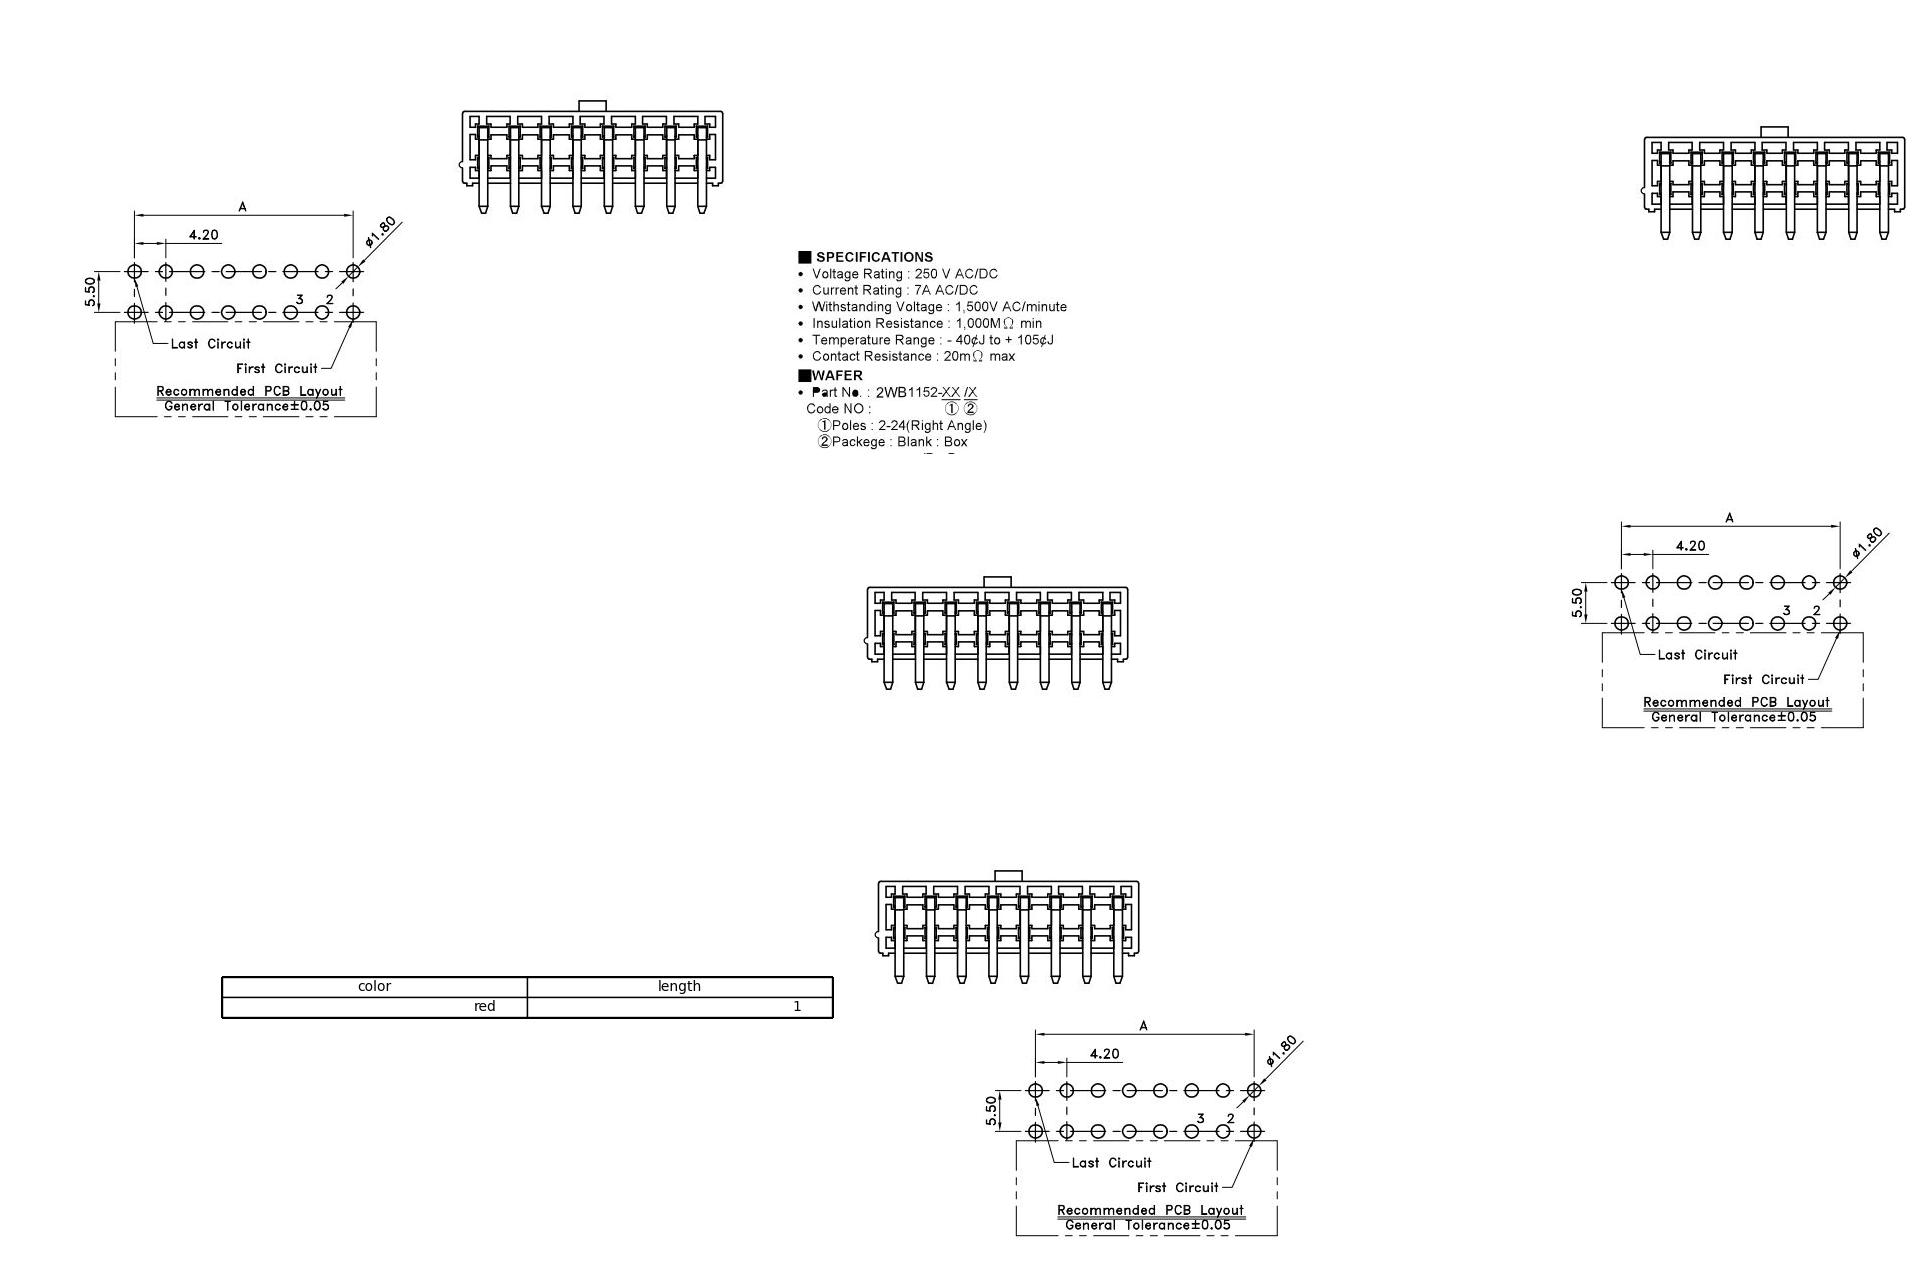 A
4.20
ø1.80
5.50
3 2
Last Circuit
First Circuit
Recommended PCB Layout
General Tolerance±0.05
■ SPECIFICATIONS
• Voltage Rating : 250 V AC/DC
• Current Rating : 7A AC/DC
• Withstanding Voltage : 1,500V AC/minute
• Insulation Resistance : 1,000MΩ min
• Temperature Range : - 40¢J to + 105¢J
• Contact Resistance : 20mΩ max
■WAFER
• Part No. : 2WB1152-XX /X
Code NO : ① ②
①Poles : 2-24(Right Angle)
②Packege : Blank : Box
A
4.20
ø1.80
5.50
3 2
Last Circuit
First Circuit
Recommended PCB Layout
General Tolerance±0.05
color length
red 1
A
4.20
ø1.80
5.50
3 2
Last Circuit
First Circuit
Recommended PCB Layout
General Tolerance±0.05